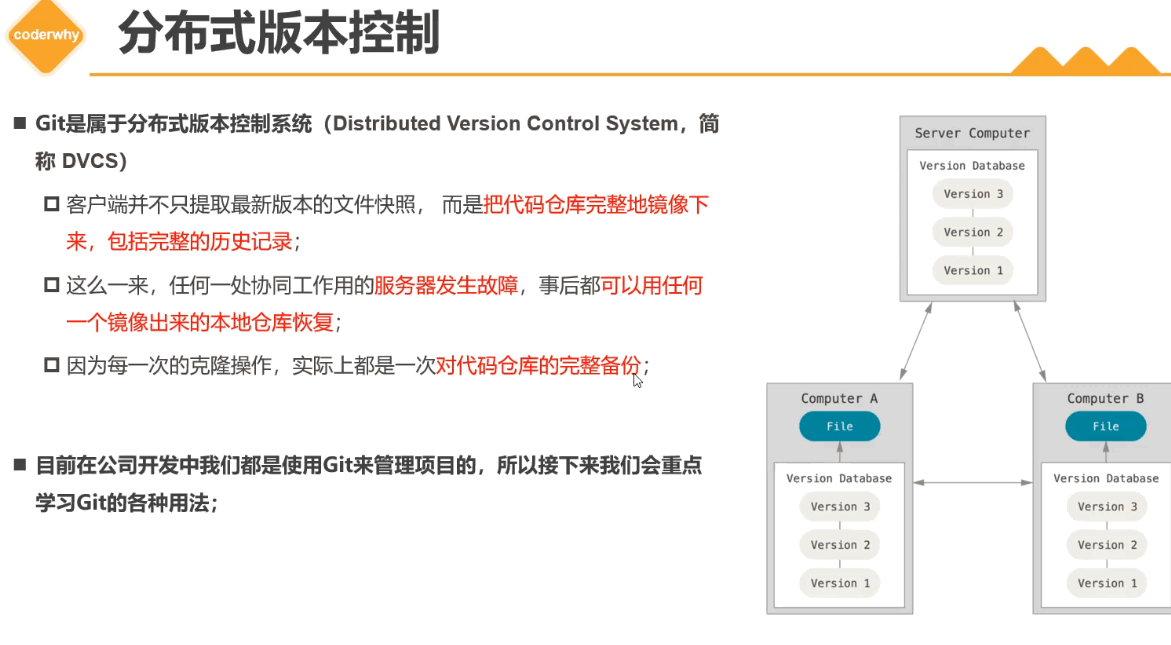 coderwhy
分布式版本控制
Git是属于分布式版本控制系统（Distributed Version Control System，简
称 DVCS）
客户端并不只提取最新版本的文件快照， 而是把代码仓库完整地镜像下
来，包括完整的历史记录；
这么一来，任何一处协同工作用的服务器发生故障，事后都可以用任何
一个镜像出来的本地仓库恢复；
因为每一次的克隆操作，实际上都是一次对代码仓库的完整备份；
目前在公司开发中我们都是使用Git来管理项目的，所以接下来我们会重点
学习Git的各种用法；
Server Computer
Version Database
Version 3
Version 2
Version 1
Computer A
File
Version Database
Version 3
Version 2
Version 1
Computer B
File
Version Database
Version 3
Version 2
Version 1